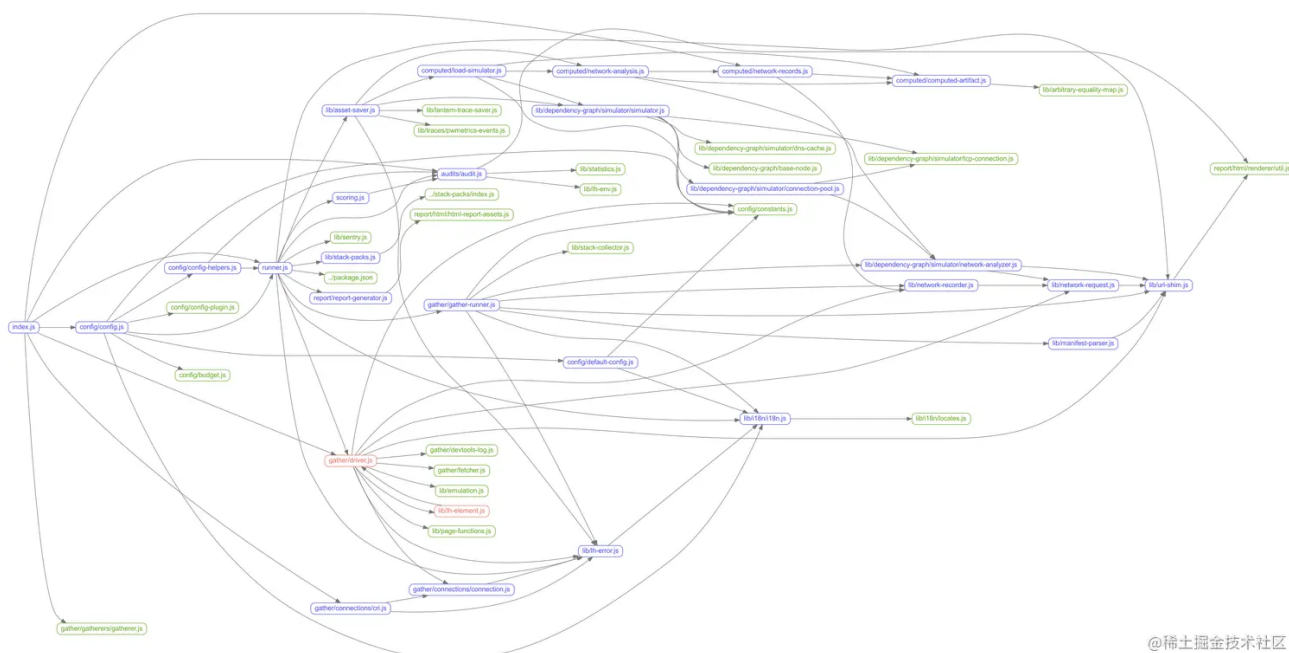 computed/load-simulator.js
computed/network-analysis.js
computed/network-records.js
computed/computed-artifact.js
lib/arbitrary-equality-map.js
lib/asset-saver.js
lib/lantern-trace-saver.js
lib/dependency-graph/simulator/simulator.js
lib/traces/pwmetrics-events.js
lib/dependency-graph/simulator/dns-cache.js
lib/dependency-graph/simulator/tcp-connection.js
lib/statistics.js
lib/dependency-graph/base-node.js
report/html/renderer/util.js
audits/audit.js
lib/lh-env.js
lib/dependency-graph/simulator/connection-pool.js
scoring.js
../stack-packs/index.js
config/constants.js
report/html/html-report-assets.js
lib/sentry.js
lib/stack-collector.js
lib/stack-packs.js
config/config-helpers.js
runner.js
lib/dependency-graph/simulator/network-analyzer.js
../package.json
lib/network-recorder.js
lib/network-request.js
lib/url-shim.js
report/report-generator.js
gather/gather-runner.js
config/config-plugin.js
index.js
config/config.js
lib/manifest-parser.js
config/default-config.js
config/budget.js
lib/i18n/i18n.js
lib/i18n/locales.js
gather/devtools-log.js
gather/driver.js
gather/fetcher.js
lib/emulation.js
lib/lh-element.js
lib/page-functions.js
lib/lh-error.js
gather/connections/connection.js
gather/connections/cri.js
gather/gatherers/gatherer.js
@稀土掘金技术社区